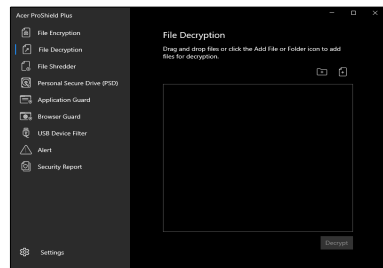 Acer ProShield Plus
File Encryption
File Decryption
File Shredder
Personal Secure Drive (PSD)
Application Guard
Browser Guard
USB Device Filter
Alert
Security Report
Settings
File Decryption
Drag and drop files or click the Add File or Folder icon to add
files for decryption.
Decrypt